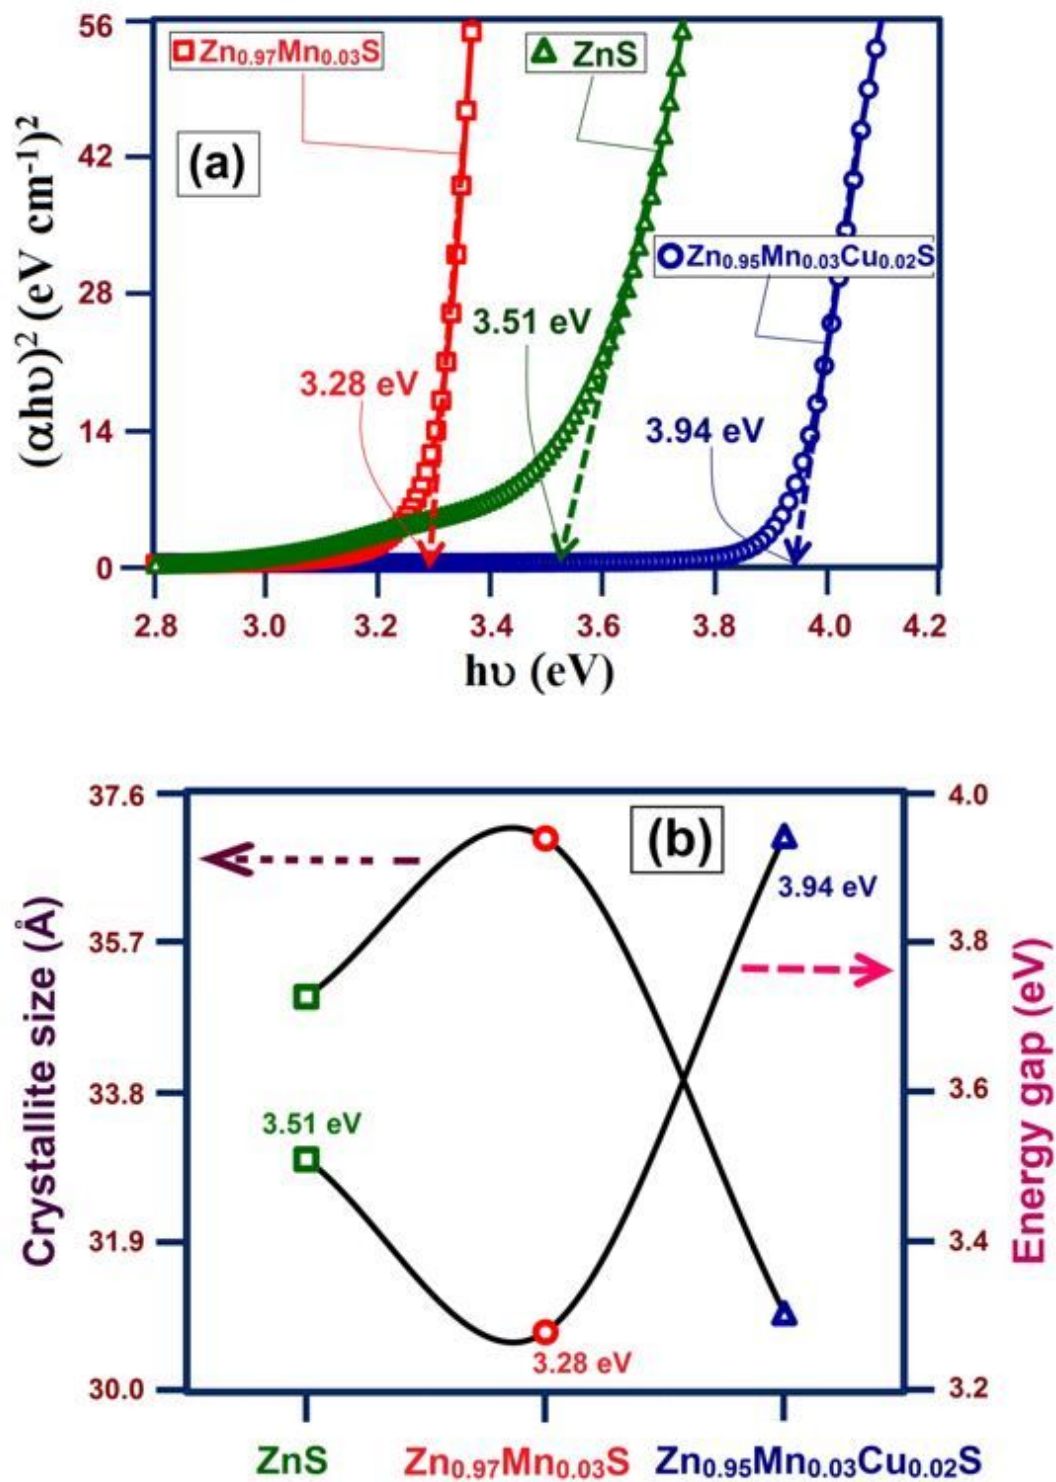 56
Zn₀.₉₇Mn₀.₀₃S
ZnS
(αhυ)² (eV cm⁻¹)²
42
(a)
Zn₀.₉₅Mn₀.₀₃Cu₀.₀₂S
28
3.51 eV
3.28 eV
14
3.94 eV
0
2.8 3.0 3.2 3.4 3.6 3.8 4.0 4.2
hυ (eV)
37.6
4.0
(b)
3.94 eV
Crystallite size (Å)
35.7
3.8
Energy gap (eV)
33.8
3.6
3.51 eV
31.9
3.4
3.28 eV
30.0
3.2
ZnS Zn₀.₉₇Mn₀.₀₃S Zn₀.₉₅Mn₀.₀₃Cu₀.₀₂S